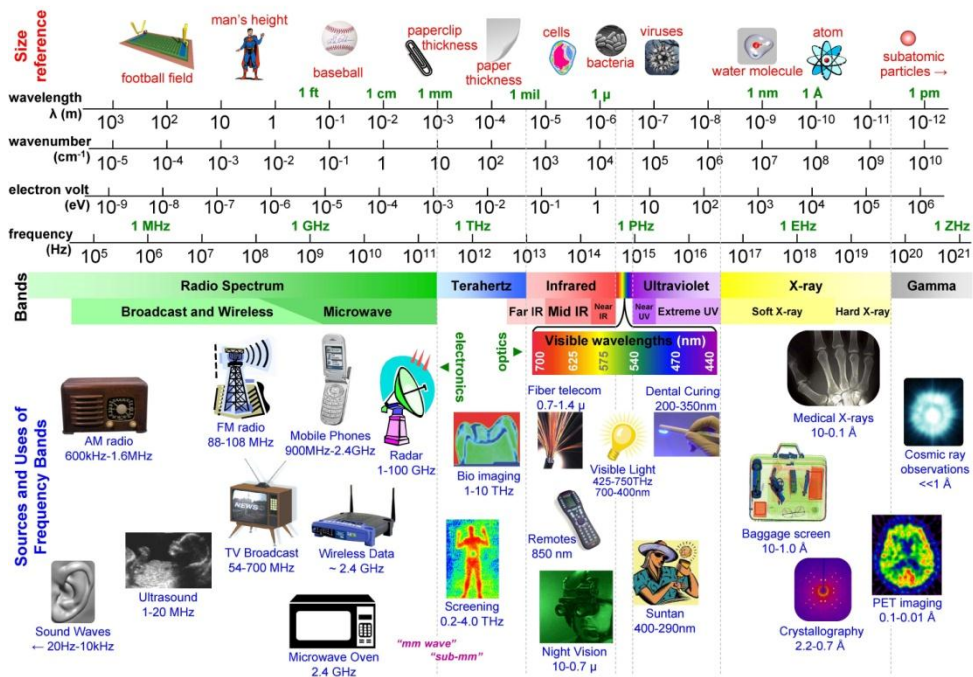 Size reference
football field
man's height
baseball
paperclip thickness
paper thickness
cells
bacteria
viruses
water molecule
atom
subatomic particles →
wavelength λ (m)
1 ft 1 cm 1 mm 1 mil 1 µ 1 nm 1 Å 1 pm
10³ 10² 10 1 10⁻¹ 10⁻² 10⁻³ 10⁻⁴ 10⁻⁵ 10⁻⁶ 10⁻⁷ 10⁻⁸ 10⁻⁹ 10⁻¹⁰ 10⁻¹¹ 10⁻¹²
wavenumber (cm⁻¹)
10⁻⁵ 10⁻⁴ 10⁻³ 10⁻² 10⁻¹ 1 10 10² 10³ 10⁴ 10⁵ 10⁶ 10⁷ 10⁸ 10⁹ 10¹⁰
electron volt (eV)
10⁻⁹ 10⁻⁸ 10⁻⁷ 10⁻⁶ 10⁻⁵ 10⁻⁴ 10⁻³ 10⁻² 10⁻¹ 1 10 10² 10³ 10⁴ 10⁵ 10⁶
frequency (Hz)
1 MHz 1 GHz 1 THz 1 PHz 1 EHz 1 ZHz
10⁵ 10⁶ 10⁷ 10⁸ 10⁹ 10¹⁰ 10¹¹ 10¹² 10¹³ 10¹⁴ 10¹⁵ 10¹⁶ 10¹⁷ 10¹⁸ 10¹⁹ 10²⁰ 10²¹
Bands
Radio Spectrum Terahertz Infrared Ultraviolet X-ray Gamma
Broadcast and Wireless Microwave Far IR Mid IR Near IR Near UV Extreme UV Soft X-ray Hard X-ray
electronics
optics
Visible wavelengths (nm)
700 625 575 540 470 440
Sources and Uses of Frequency Bands
AM radio
600kHz-1.6MHz
FM radio
88-108 MHz
Mobile Phones
900MHz-2.4GHz
Radar
1-100 GHz
Bio imaging
1-10 THz
Fiber telecom
0.7-1.4 µ
Visible Light
425-750THz
700-400nm
Dental Curing
200-350nm
Medical X-rays
10-0.1 Å
Cosmic ray
observations
<<1 Å
NEWS
TV Broadcast
54-700 MHz
Wireless Data
~ 2.4 GHz
Remotes
850 nm
Baggage screen
10-1.0 Å
Ultrasound
1-20 MHz
Screening
0.2-4.0 THz
Suntan
400-290nm
PET imaging
0.1-0.01 Å
Sound Waves
← 20Hz-10kHz
Microwave Oven
2.4 GHz
"mm wave"
"sub-mm"
Night Vision
10-0.7 µ
Crystallography
2.2-0.7 Å